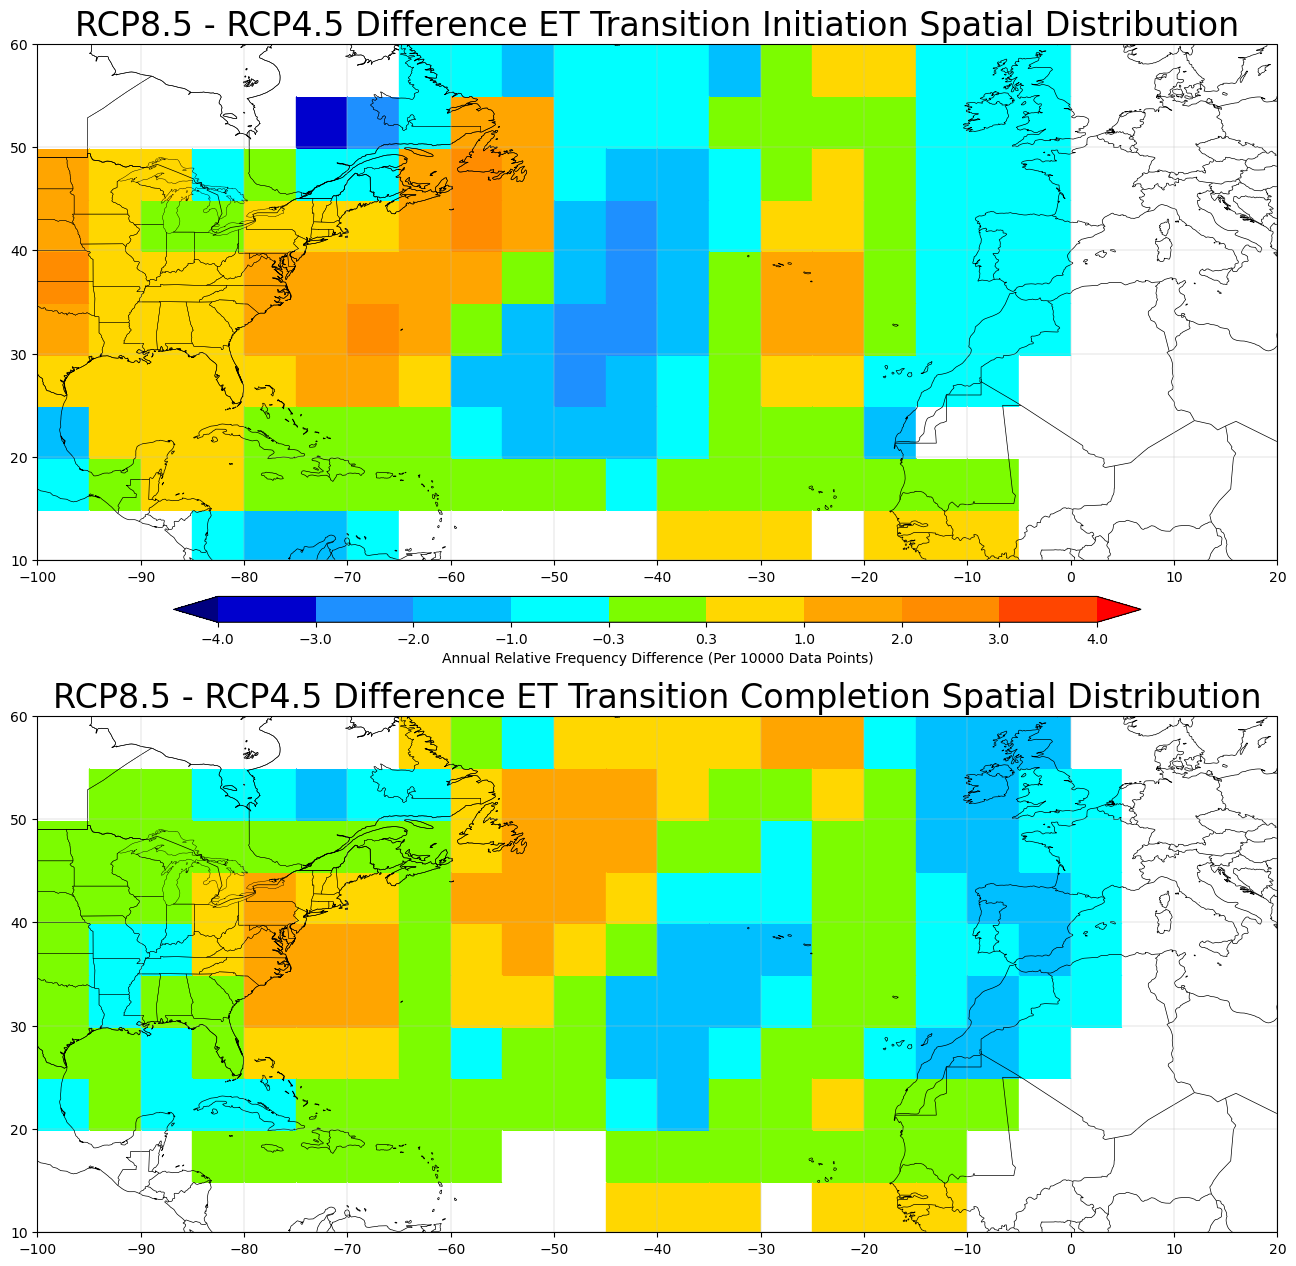 RCP8.5 - RCP4.5 Difference ET Transition Initiation Spatial Distribution
60
50
40
30
20
10
−100 −90 −80 −70 −60 −50 −40 −30 −20 −10 0 10 20
−4.0 −3.0 −2.0 −1.0 −0.3 0.3 1.0 2.0 3.0 4.0
Annual Relative Frequency Difference (Per 10000 Data Points)
RCP8.5 - RCP4.5 Difference ET Transition Completion Spatial Distribution
60
50
40
30
20
10
−100 −90 −80 −70 −60 −50 −40 −30 −20 −10 0 10 20